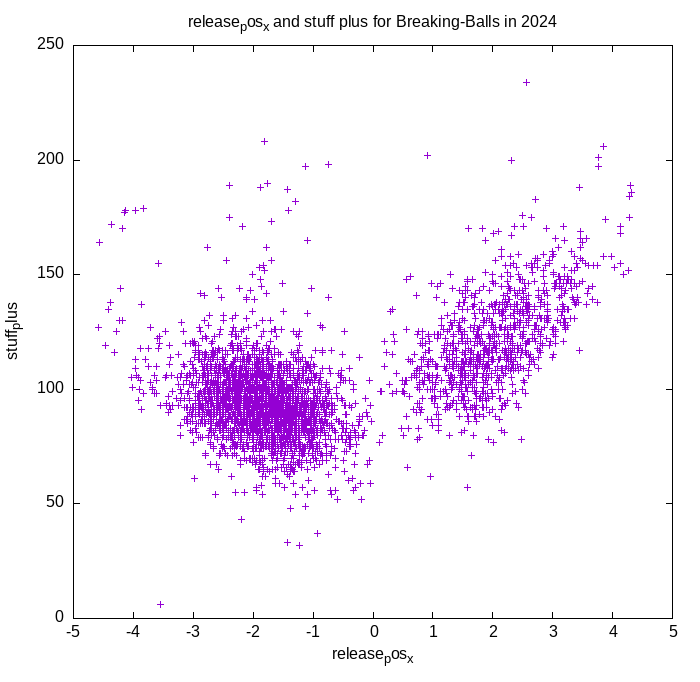 release_pos_x and stuff plus for Breaking-Balls in 2024
250
200
150
100
50
0
stuff_plus
-5 -4 -3 -2 -1 0 1 2 3 4 5
release_pos_x